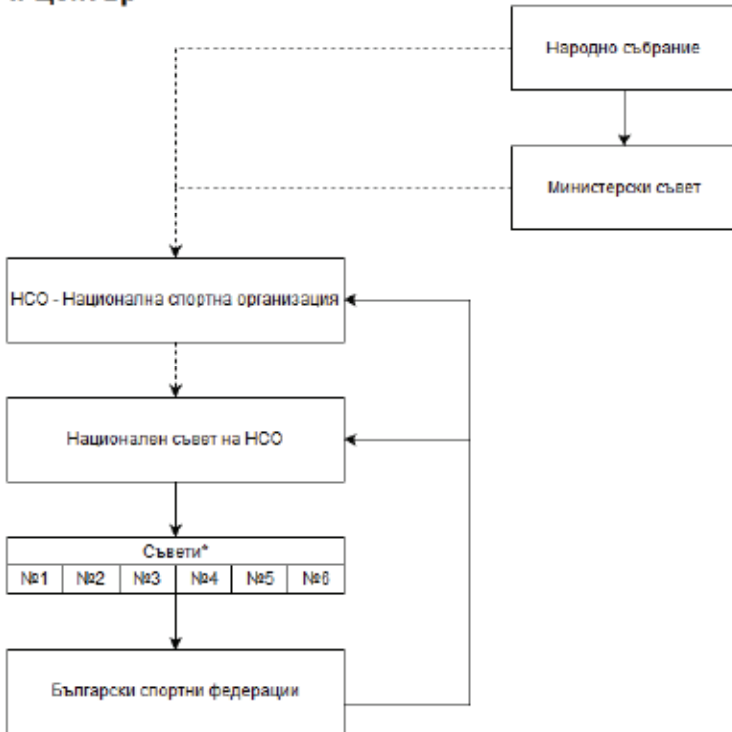 Народно събрание
Министерски съвет
НСО - Национална спортна организация
Национален съвет на НСО
Съвети*
№1 №2 №3 №4 №5 №6
Български спортни федерации